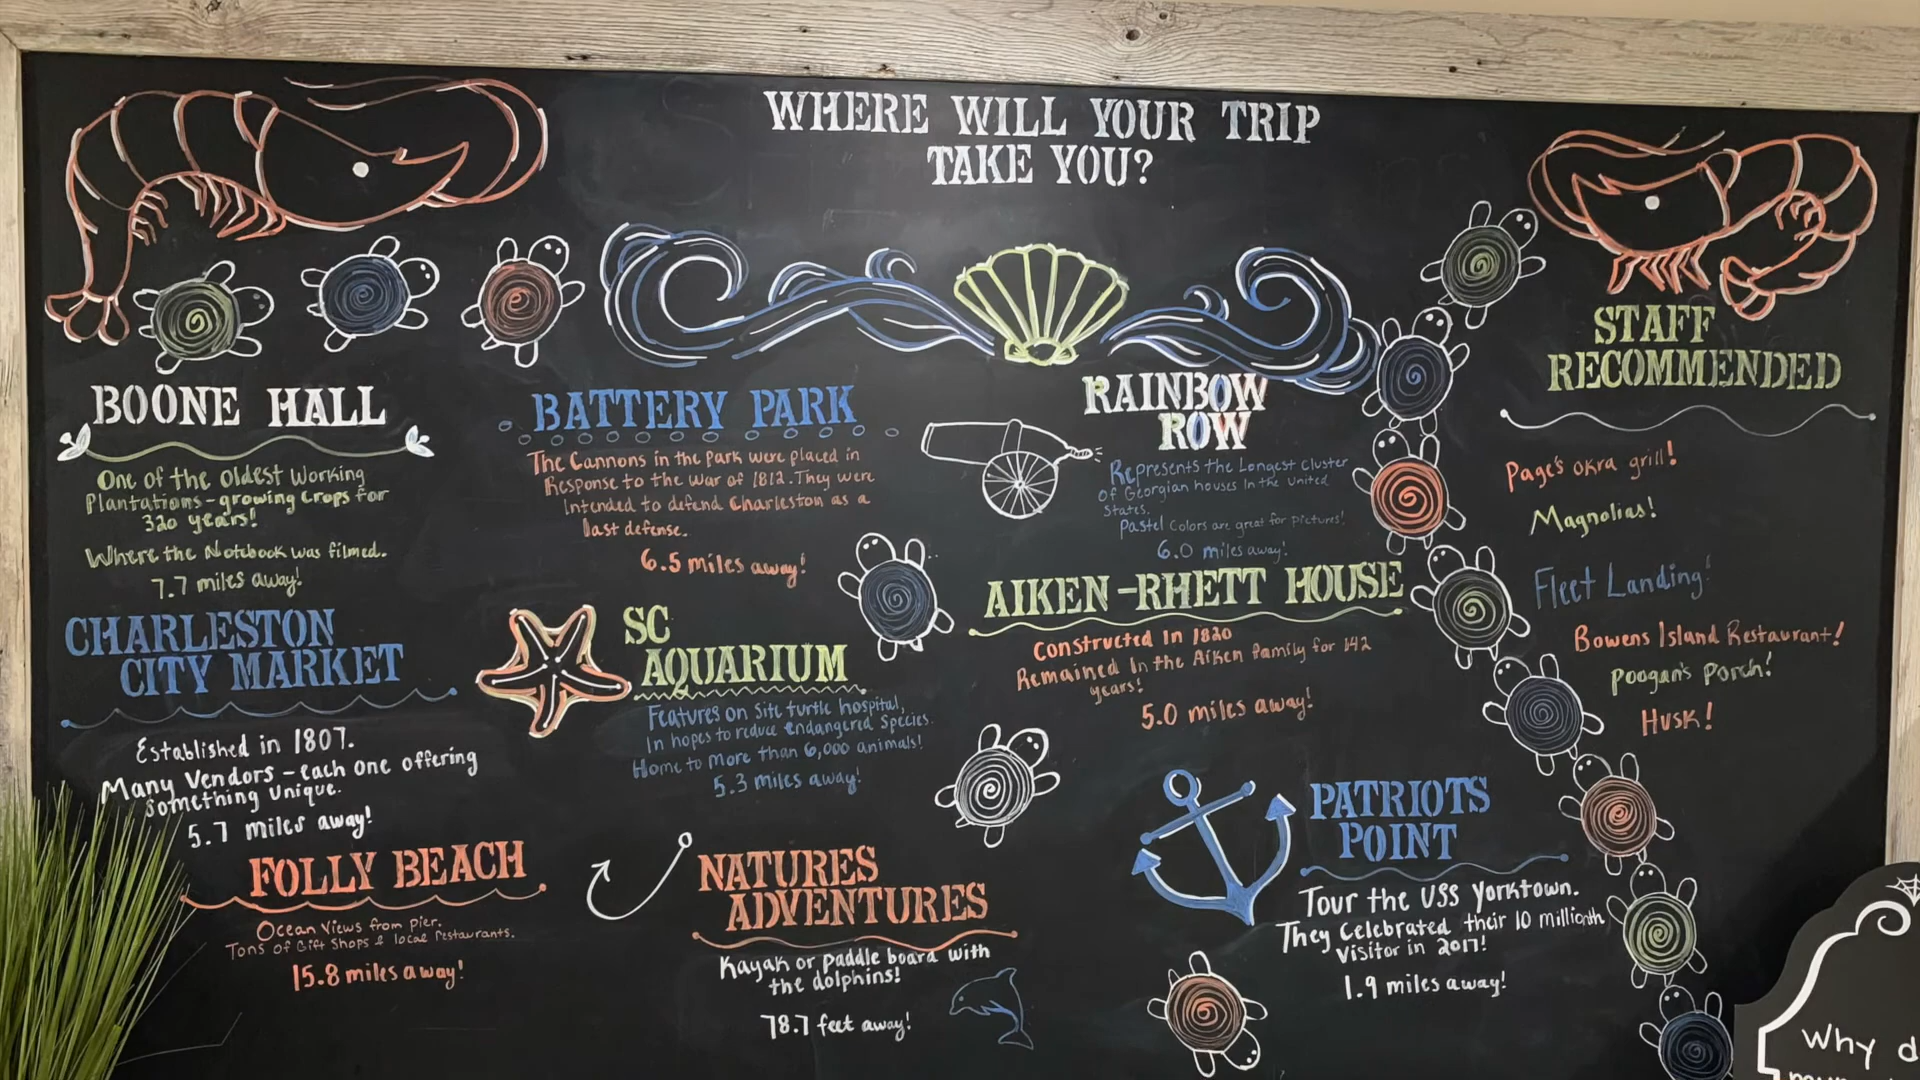 WHERE WILL YOUR TRIP
TAKE YOU?
BOONE HALL
One of the Oldest Working
Plantations - growing crops for
320 years!
Where the Notebook was filmed.
7.7 miles away!
BATTERY PARK
The Cannons in the Park were placed in
Response to the War of 1812. They were
Intended to defend Charleston as a
last defense.
6.5 miles away!
RAINBOW
ROW
Represents the Longest Cluster
of Georgian houses In the United
States.
Pastel Colors are great for pictures!
6.0 miles away!
STAFF
RECOMMENDED
Page's Okra grill!
Magnolias!
Fleet Landing!
Bowens Island Restaurant!
Poogan's Porch!
Husk!
CHARLESTON
CITY MARKET
Established in 1807.
Many Vendors - each one offering
Something Unique.
5.7 miles away!
SC
AQUARIUM
Features on Site turtle hospital,
In hopes to reduce endangered Species.
Home to more than 6,000 animals!
5.3 miles away!
AIKEN-RHETT HOUSE
Constructed In 1820
Remained In the Aiken Family for 142
years!
5.0 miles away!
FOLLY BEACH
Ocean Views from pier.
Tons of Gift Shops & local restaurants.
15.8 miles away!
NATURES
ADVENTURES
Kayak or paddle board with
the dolphins!
78.7 feet away!
PATRIOTS
POINT
Tour the USS Yorktown.
They Celebrated their 10 millionth
Visitor in 2017!
1.9 miles away!
Why